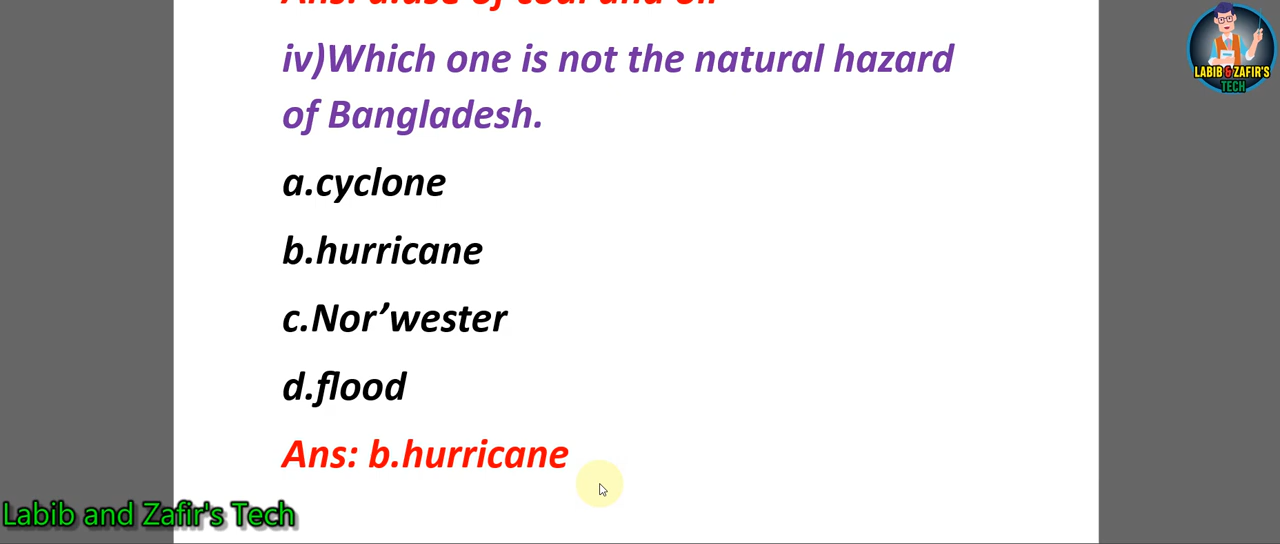 Ans: a.use of coal and oil
iv)Which one is not the natural hazard
of Bangladesh.
a.cyclone
b.hurricane
c.Nor’wester
d.flood
Ans: b.hurricane
LABIB & ZAFIR'S
TECH
Labib and Zafir's Tech